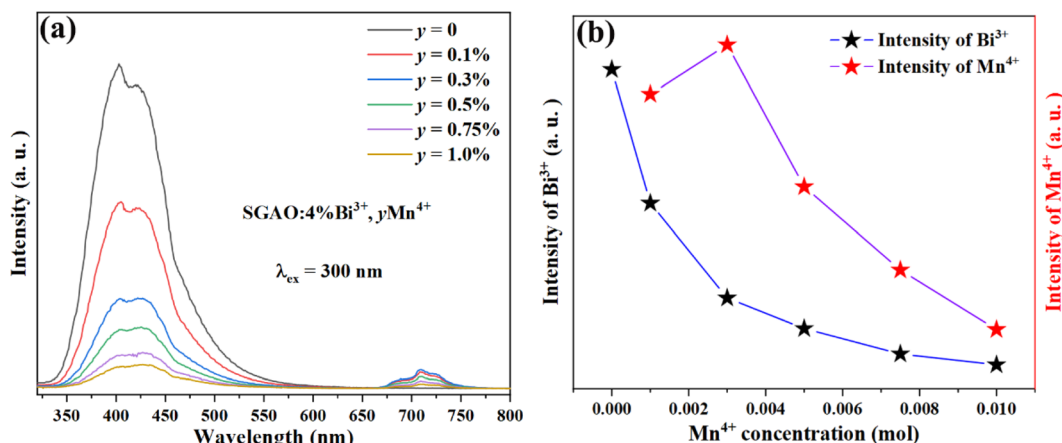 (a)
y = 0
y = 0.1%
y = 0.3%
y = 0.5%
y = 0.75%
y = 1.0%
SGAO:4%Bi³⁺, yMn⁴⁺
λex = 300 nm
Intensity (a. u.)
350 400 450 500 550 600 650 700 750 800
Wavelength (nm)
(b)
Intensity of Bi³⁺
Intensity of Mn⁴⁺
Intensity of Bi³⁺ (a. u.)
Intensity of Mn⁴⁺ (a. u.)
0.000 0.002 0.004 0.006 0.008 0.010
Mn⁴⁺ concentration (mol)